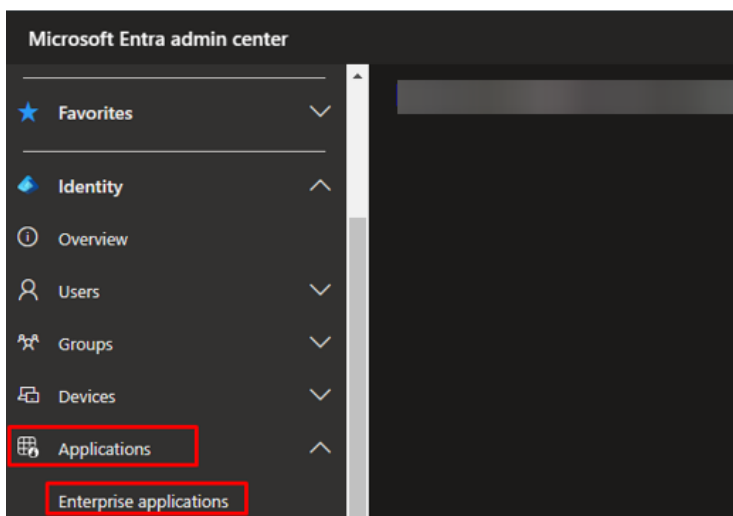 Microsoft Entra admin center
Favorites
Identity
Overview
Users
Groups
Devices
Applications
Enterprise applications